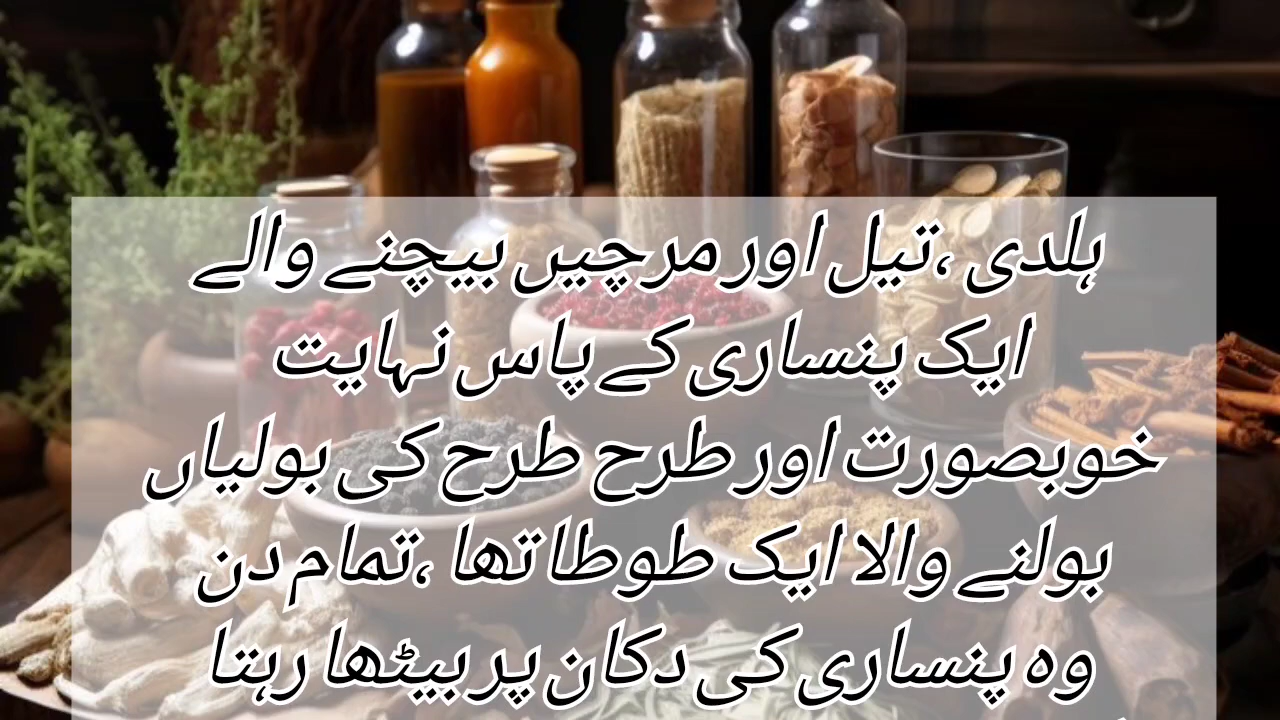 ہلدی ،تیل اور مرچیں بیچنے والے
ایک پنساری کے پاس نہایت
خوبصورت اور طرح طرح کی بولیاں
بولنے والا ایک طوطا تھا ،تمام دن
وہ پنساری کی دکان پر بیٹھا رہتا